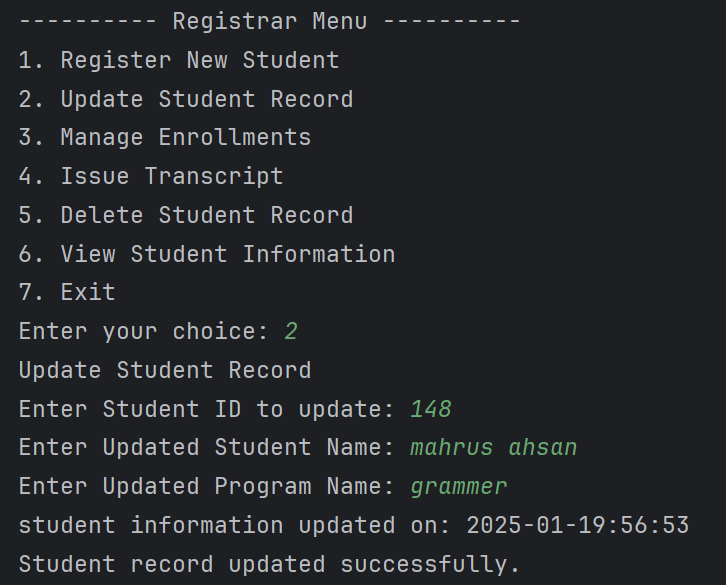 ---------- Registrar Menu ----------
1. Register New Student
2. Update Student Record
3. Manage Enrollments
4. Issue Transcript
5. Delete Student Record
6. View Student Information
7. Exit
Enter your choice: 2
Update Student Record
Enter Student ID to update: 148
Enter Updated Student Name: mahrus ahsan
Enter Updated Program Name: grammer
student information updated on: 2025-01-19:56:53
Student record updated successfully.